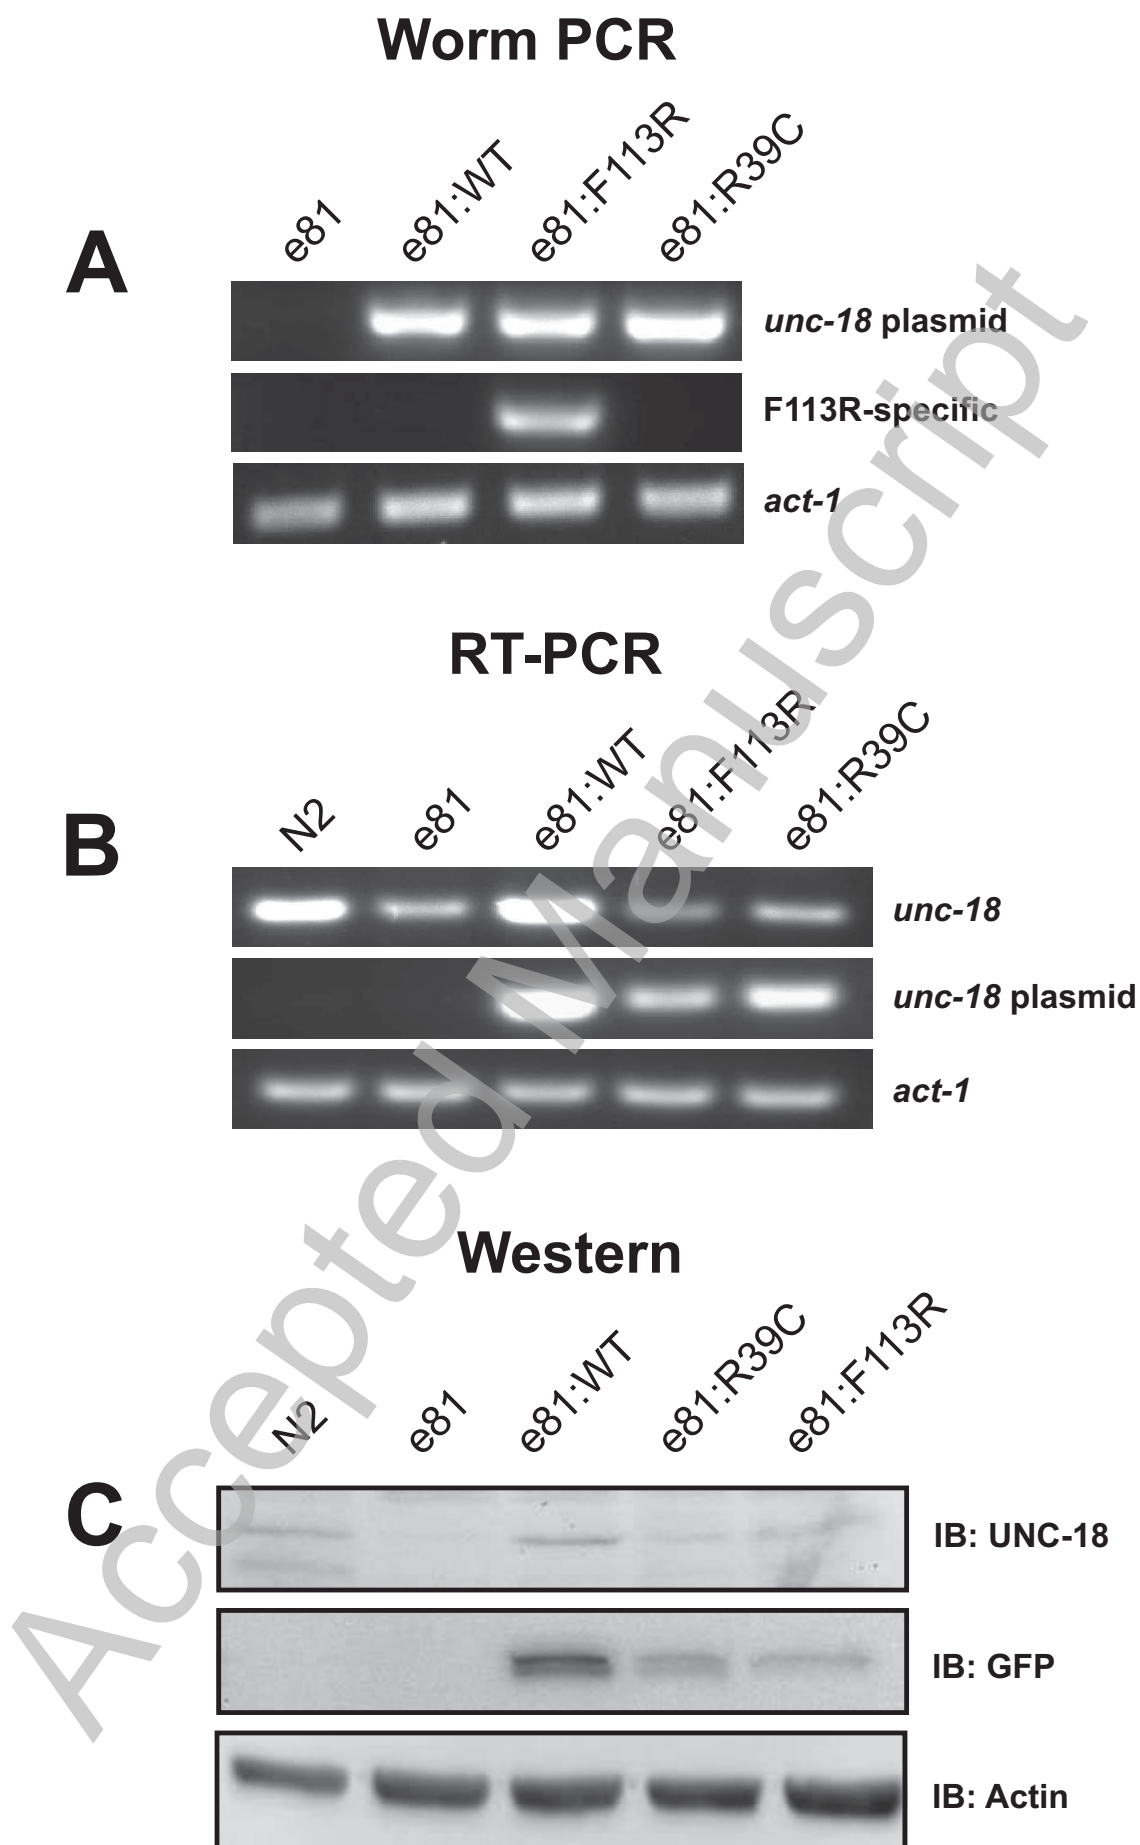 Worm PCR
A
e81
e81:WT
e81:F113R
e81:R39C
unc-18 plasmid
F113R-specific
act-1
RT-PCR
B
N2
e81
e81:WT
e81:F113R
e81:R39C
unc-18
unc-18 plasmid
act-1
Western
C
N2
e81
e81:WT
e81:R39C
e81:F113R
IB: UNC-18
IB: GFP
IB: Actin
Accepted Manuscript